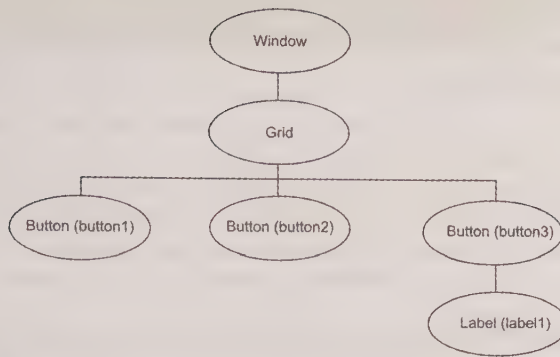 Window
Grid
Button (button1)
Button (button2)
Button (button3)
Label (label1)